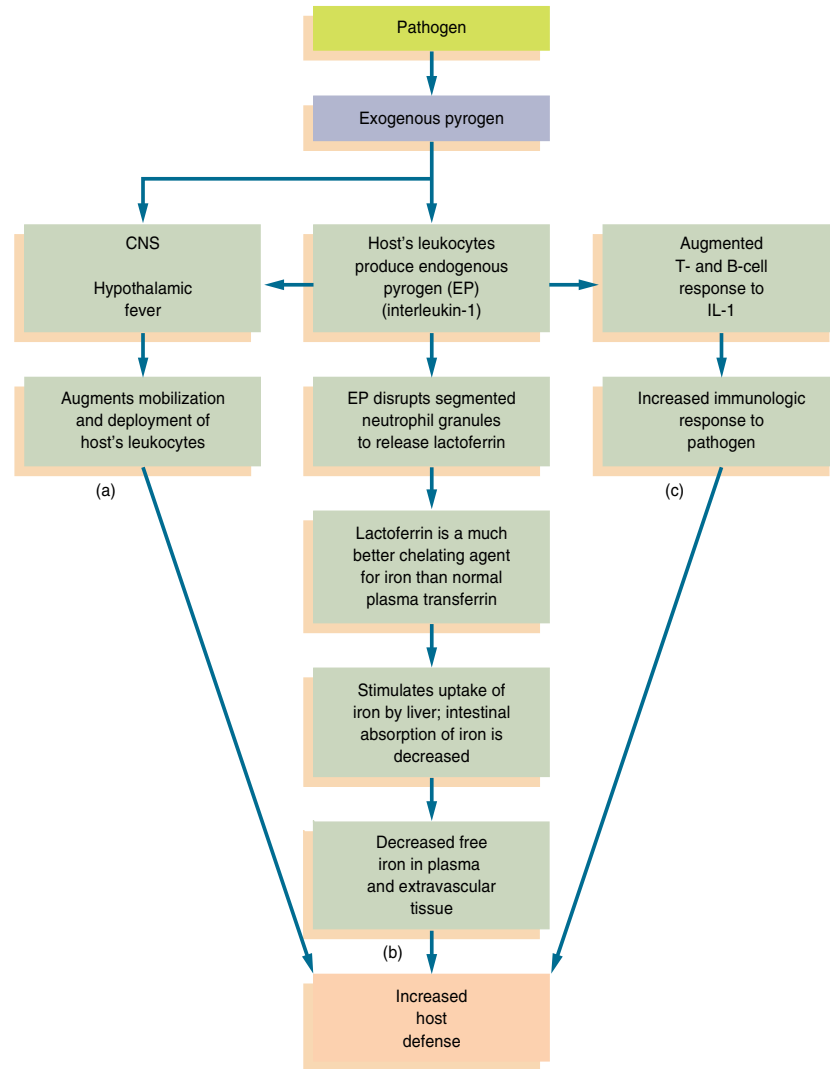 Pathogen
Exogenous pyrogen
CNS
Hypothalamic
fever
Host's leukocytes
produce endogenous
pyrogen (EP)
(interleukin-1)
Augmented
T- and B-cell
response to
IL-1
Augments mobilization
and deployment of
host's leukocytes
EP disrupts segmented
neutrophil granules
to release lactoferrin
Increased immunologic
response to
pathogen
(a)
(c)
Lactoferrin is a much
better chelating agent
for iron than normal
plasma transferrin
Stimulates uptake of
iron by liver; intestinal
absorption of iron is
decreased
Decreased free
iron in plasma
and extravascular
tissue
(b)
Increased
host
defense